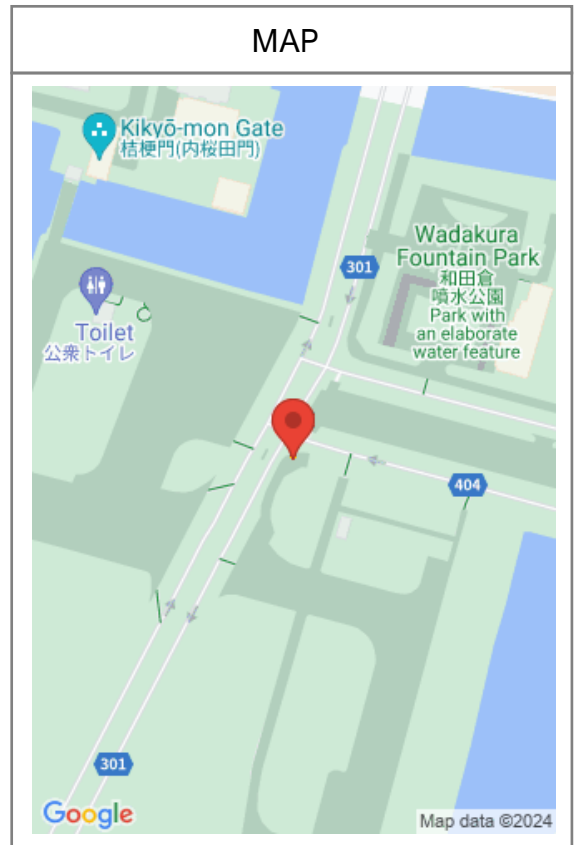 MAP
Kikyō-mon Gate
桔梗門(内桜田門)
301
Wadakura
Fountain Park
和田倉
噴水公園
Park with
an elaborate
water feature
Toilet
公衆トイレ
404
301
Google
Map data ©2024